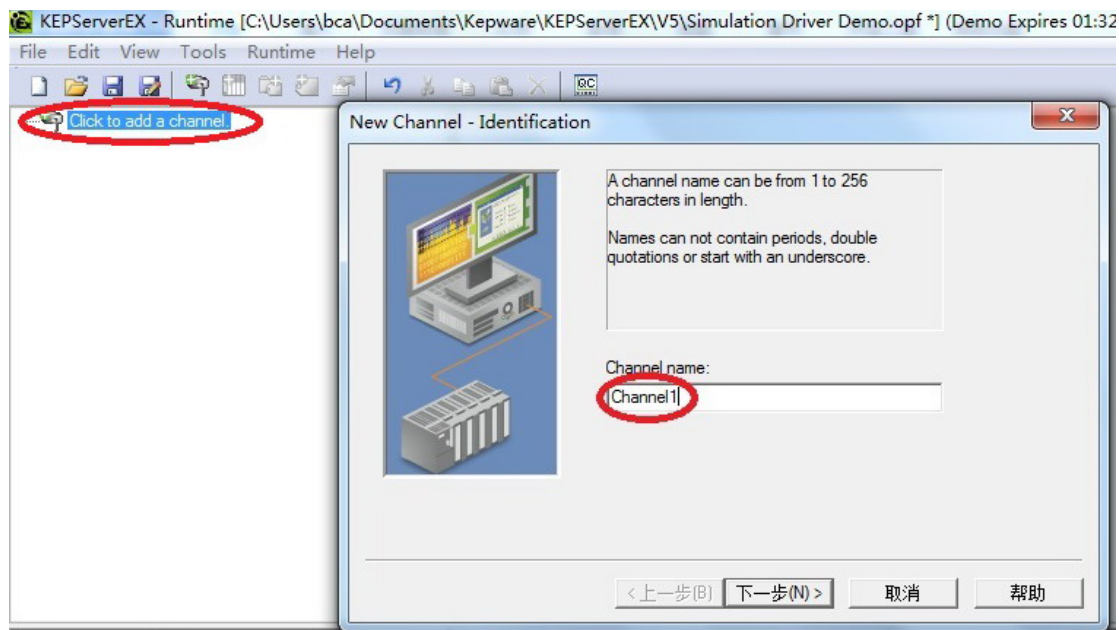 KEPServerEX - Runtime [C:\Users\bca\Documents\Kepware\KEPServerEX\V5\Simulation Driver Demo.opf *] (Demo Expires 01:32
File Edit View Tools Runtime Help
QC
Click to add a channel.
New Channel - Identification
A channel name can be from 1 to 256
characters in length.
Names can not contain periods, double
quotations or start with an underscore.
Channel name:
Channel1
<上一步(B)
下一步(N) >
取消
帮助